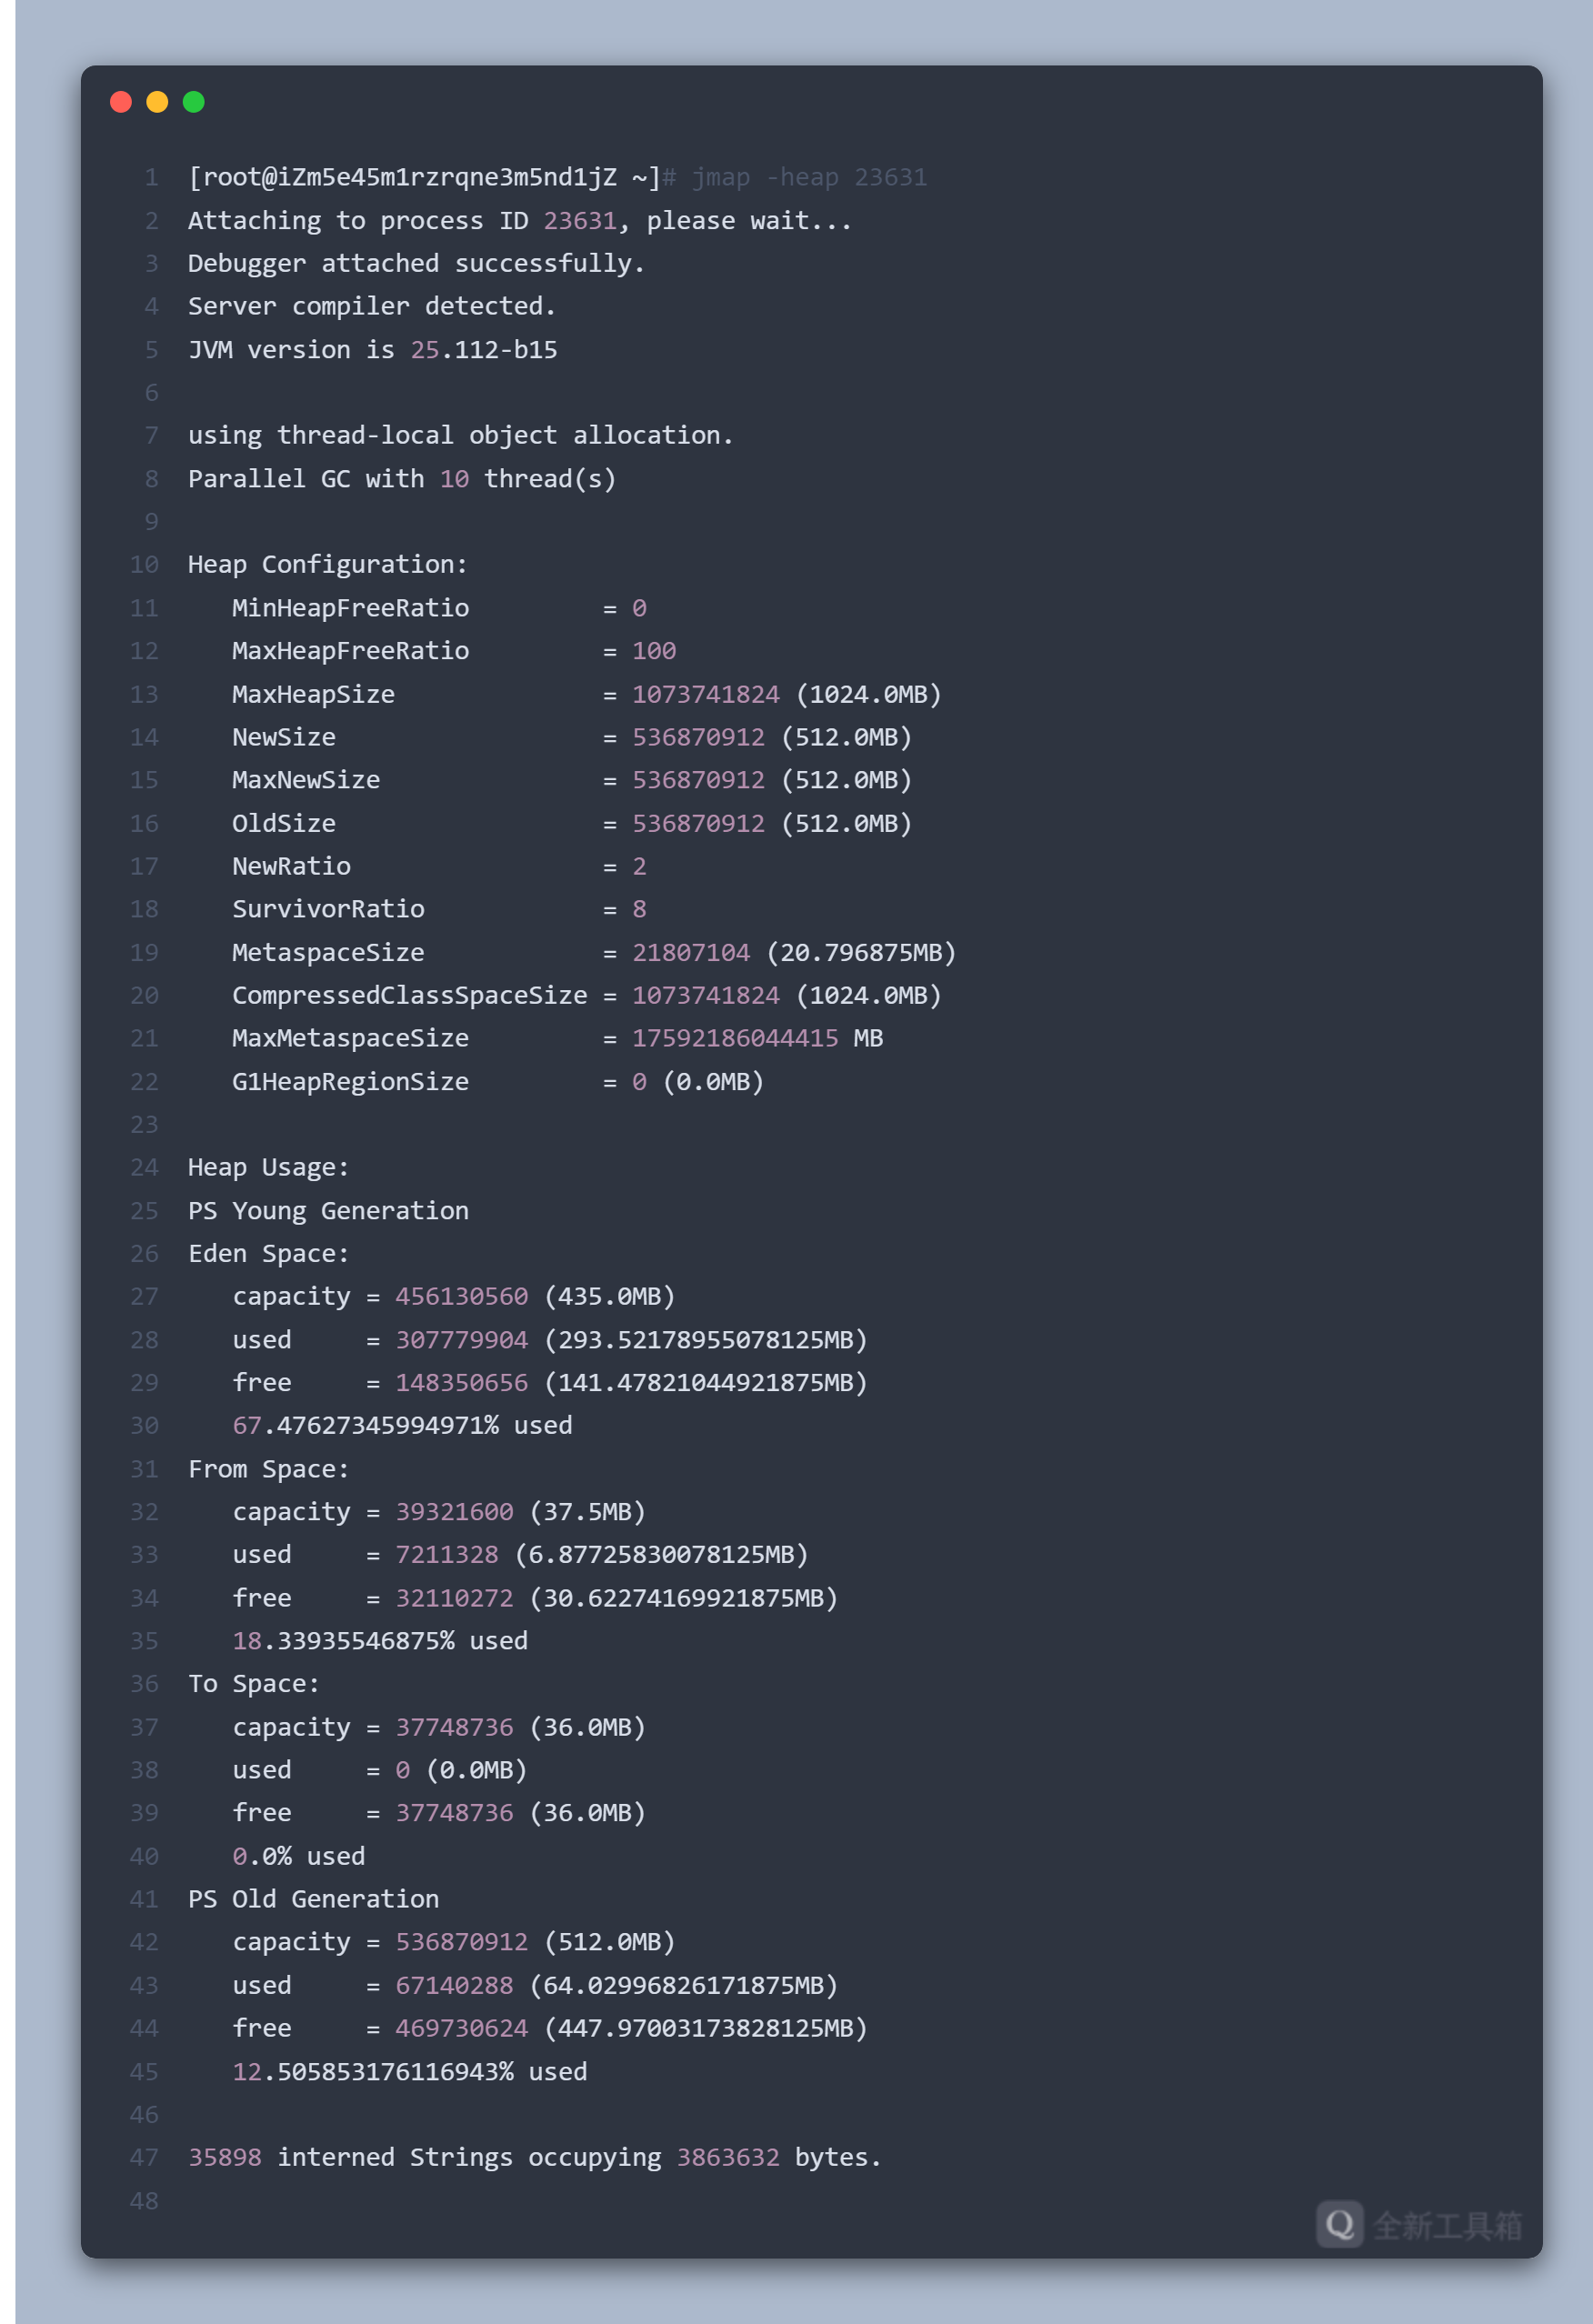 1 [root@iZm5e45m1rzrqne3m5nd1jZ ~]# jmap -heap 23631
2 Attaching to process ID 23631, please wait...
3 Debugger attached successfully.
4 Server compiler detected.
5 JVM version is 25.112-b15
6
7 using thread-local object allocation.
8 Parallel GC with 10 thread(s)
9
10 Heap Configuration:
11    MinHeapFreeRatio         = 0
12    MaxHeapFreeRatio         = 100
13    MaxHeapSize              = 1073741824 (1024.0MB)
14    NewSize                  = 536870912 (512.0MB)
15    MaxNewSize               = 536870912 (512.0MB)
16    OldSize                  = 536870912 (512.0MB)
17    NewRatio                 = 2
18    SurvivorRatio            = 8
19    MetaspaceSize            = 21807104 (20.796875MB)
20    CompressedClassSpaceSize = 1073741824 (1024.0MB)
21    MaxMetaspaceSize         = 17592186044415 MB
22    G1HeapRegionSize         = 0 (0.0MB)
23
24 Heap Usage:
25 PS Young Generation
26 Eden Space:
27    capacity = 456130560 (435.0MB)
28    used     = 307779904 (293.52178955078125MB)
29    free     = 148350656 (141.47821044921875MB)
30    67.47627345994971% used
31 From Space:
32    capacity = 39321600 (37.5MB)
33    used     = 7211328 (6.87725830078125MB)
34    free     = 32110272 (30.62274169921875MB)
35    18.33935546875% used
36 To Space:
37    capacity = 37748736 (36.0MB)
38    used     = 0 (0.0MB)
39    free     = 37748736 (36.0MB)
40    0.0% used
41 PS Old Generation
42    capacity = 536870912 (512.0MB)
43    used     = 67140288 (64.02996826171875MB)
44    free     = 469730624 (447.97003173828125MB)
45    12.505853176116943% used
46
47 35898 interned Strings occupying 3863632 bytes.
48
Q 全新工具箱